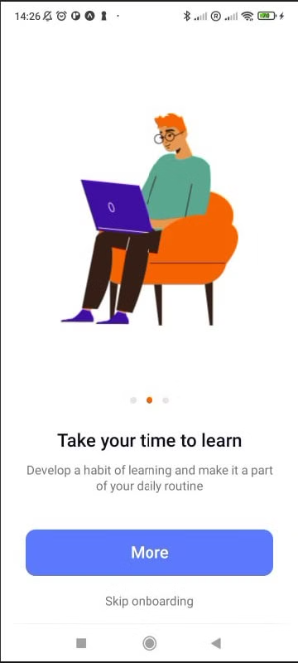 14:26
Take your time to learn
Develop a habit of learning and make it a part
of your daily routine
More
Skip onboarding